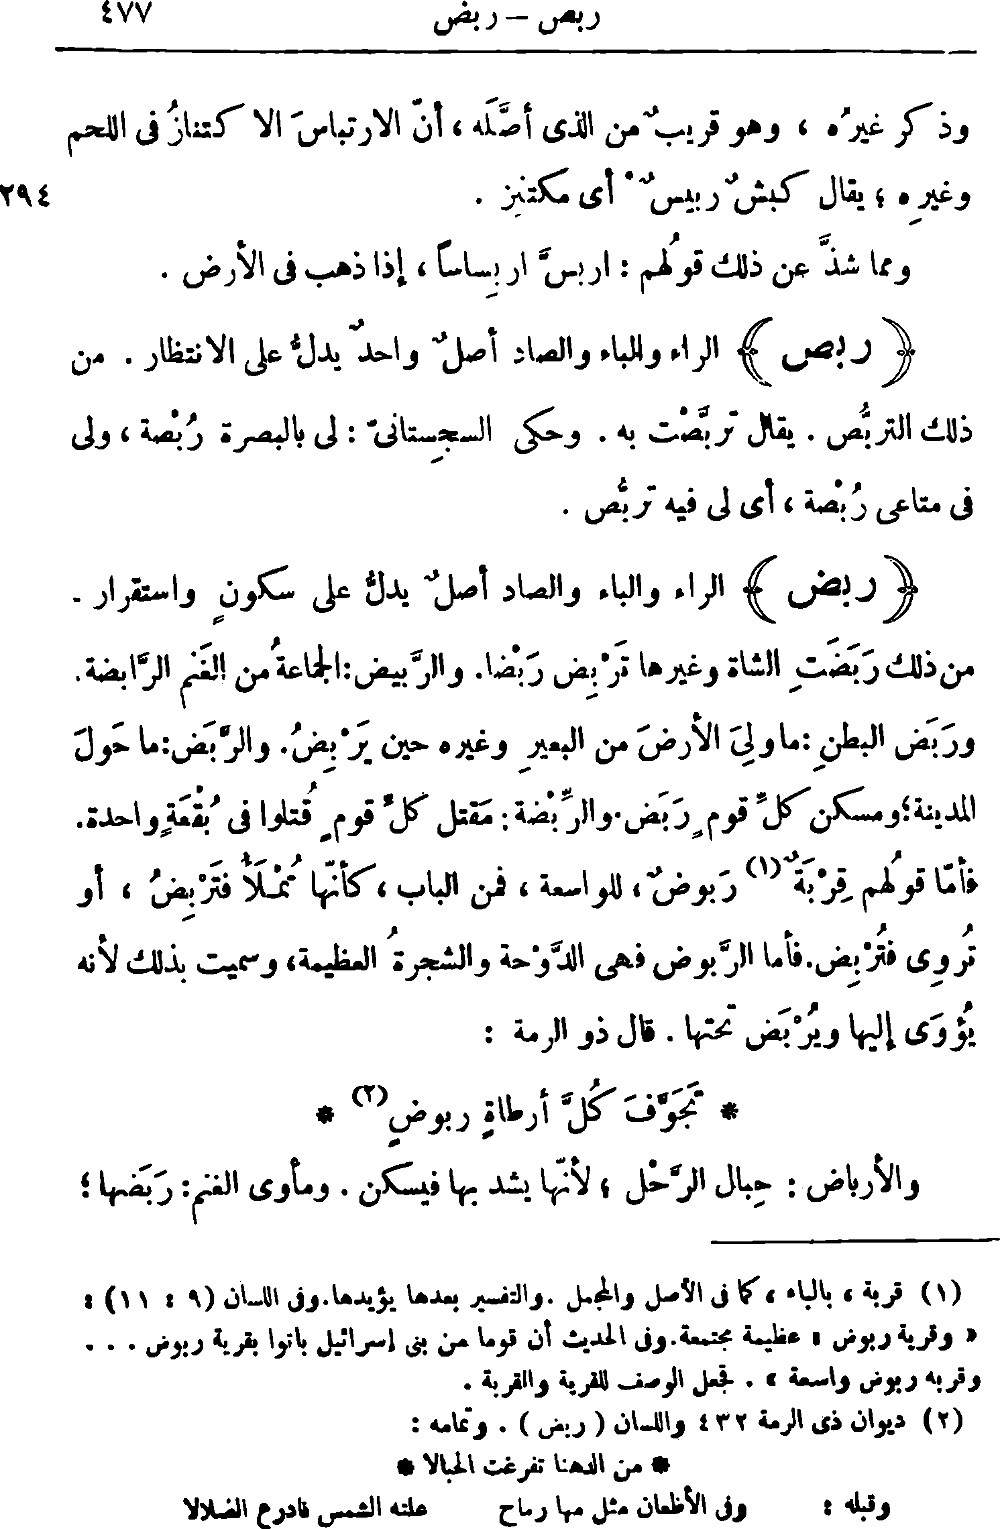 ربص – ربض ٤٧٧
وذكر غيرُه ، وهو قريبٌ من الذى أصَّلَه ، أنّ الارتباسَ الاكتنازُ فى اللحم
وغيرِه ؛ يقال كبشٌ ربيسٌ ْ أى مكتنِز . ٢٩٤
ومما شذَّ عن ذلك قولُهم : اربسَّ اربِساساً ، إذا ذهب فى الأرض .
﴿ ربص ﴾ الراء والباء والصاد أصلٌ واحدٌ يدلُّ على الانتظار . من
ذلك التربُّص . يقال تربَّصْت به . وحكى السجِستانىّ : لى بالبصرة رُبْصة ، ولى
فى متاعى رُبْصة ، أى لى فيه تربُّص .
﴿ ربض ﴾ الراء والباء والصاد أصلٌ يدلُّ على سكونٍ واستقرار .
من ذلك رَبَضَتِ الشاة وغيرها تَرْبِض رَبْضا. والرَّبيض:الجماعةُ من الغَنم الرَّابضة.
ورَبَض البطنِ :ما ولِىَ الأرضَ من البعيرِ وغيره حين يَرْبِضُ. والرَّبَض:ما حَولَ
المدينة؛ومسكن كلِّ قومٍ رَبَض.والرِّبْضة: مَقتل كلِّ قومٍ قُتلوا فى بُقْعَةٍ واحدة.
فأمّا قولُهم قِرْبَةٌ (١) رَبوضٌ ، للواسعة ، فمن الباب ، كأنّها تُمْلَأُ فتَرْبِضُ ، أو
تُروِى فتُرْبِض.فأما الرَّبوض فهى الدَّوْحة والشجرةُ العظيمة، وسميت بذلك لأنه
يُؤوَى إليها ويُرْبَض تحتها . قال ذو الرمة :
* تَجَوَّفَ كُلَّ أرطاةٍ ربوضٍ (٢) *
والأرباض : حِبال الرَّحْل ؛ لأنّها يشد بها فيسكن . ومأوى الغنم: رَبَضها ؛
(١) قربة ، بالباء ، كما فى الأصل والمجمل .والتفسير بعدها يؤيدها.وفى اللسان (٩ : ١١) :
« وقرية ربوض » عظيمة مجتمعة.وفى الحديث أن قوما من بنى إسرائيل باتوا بقرية ربوض . . .
وقربه ربوض واسعة » . فجعل الوصف للقرية والقربة .
(٢) ديوان ذى الرمة ٤٣٢ واللسان ( ربض ) . وتمامه :
* من الدهنا تفرغت الحبالا *
وقبله : وفى الأظعان مثل مها رماح علته الشمس فادرع الظلالا